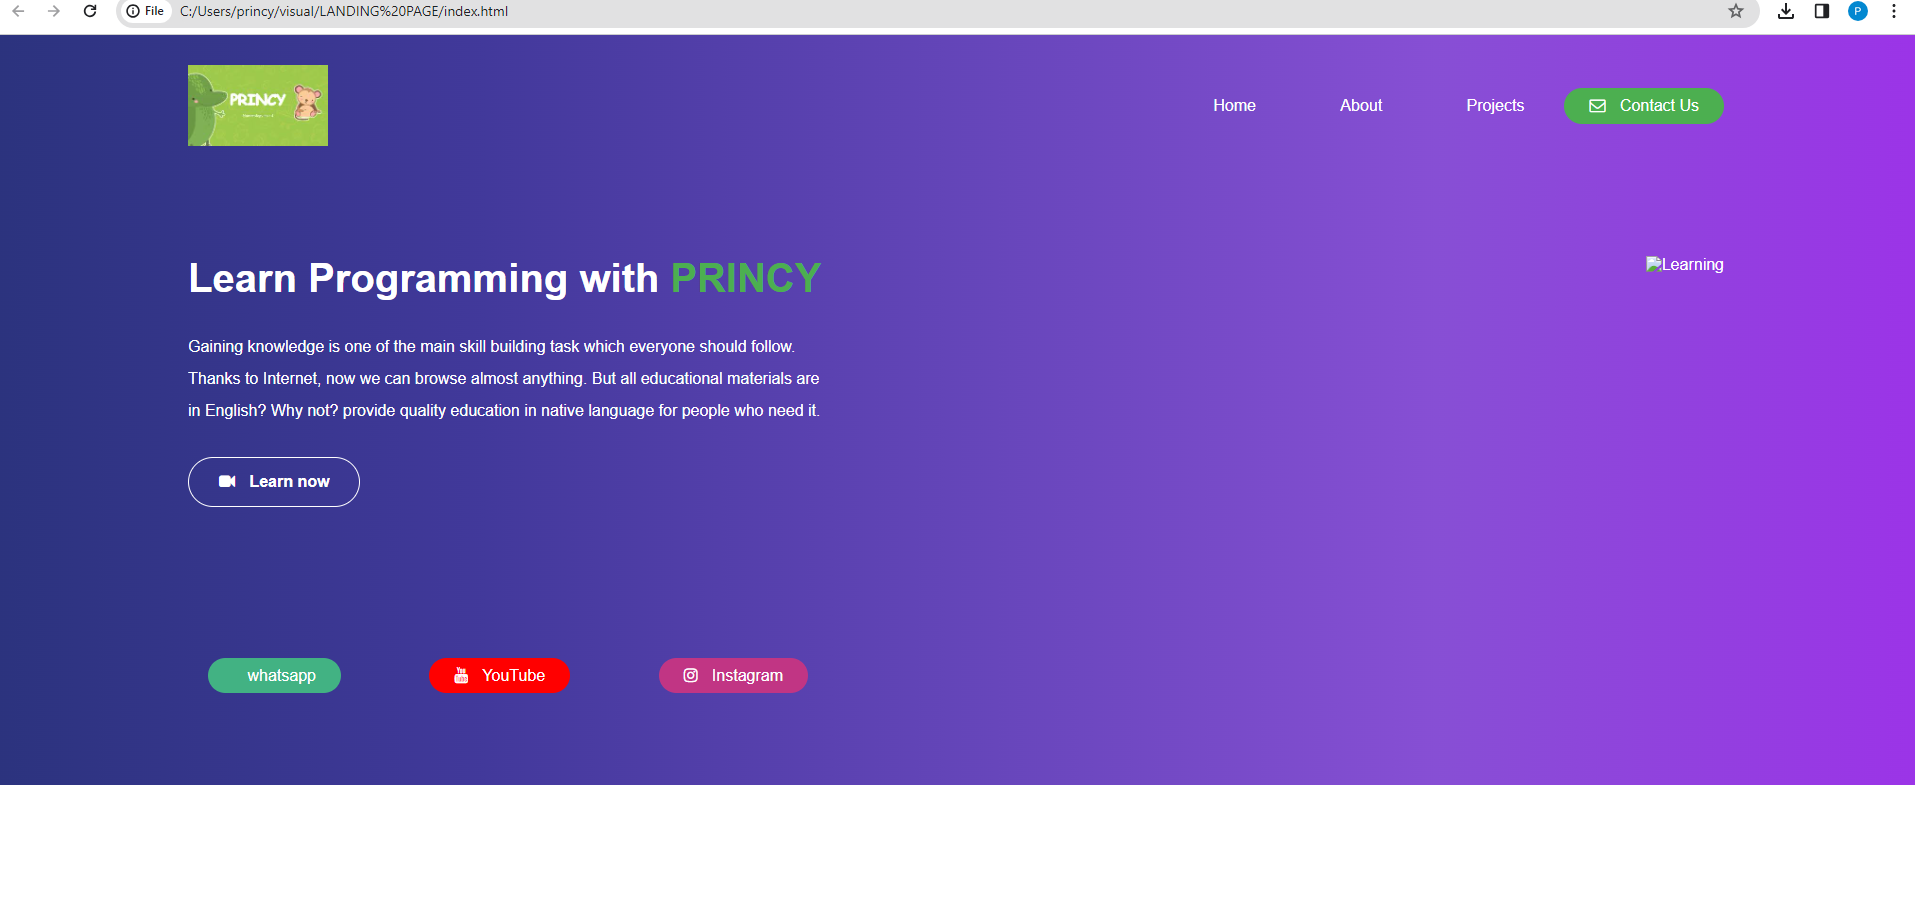 File C:/Users/princy/visual/LANDING%20PAGE/index.html
P
PRINCY
Home About Projects Contact Us
Learn Programming with PRINCY
Learning
Gaining knowledge is one of the main skill building task which everyone should follow.
Thanks to Internet, now we can browse almost anything. But all educational materials are
in English? Why not? provide quality education in native language for people who need it.
Learn now
whatsapp YouTube Instagram